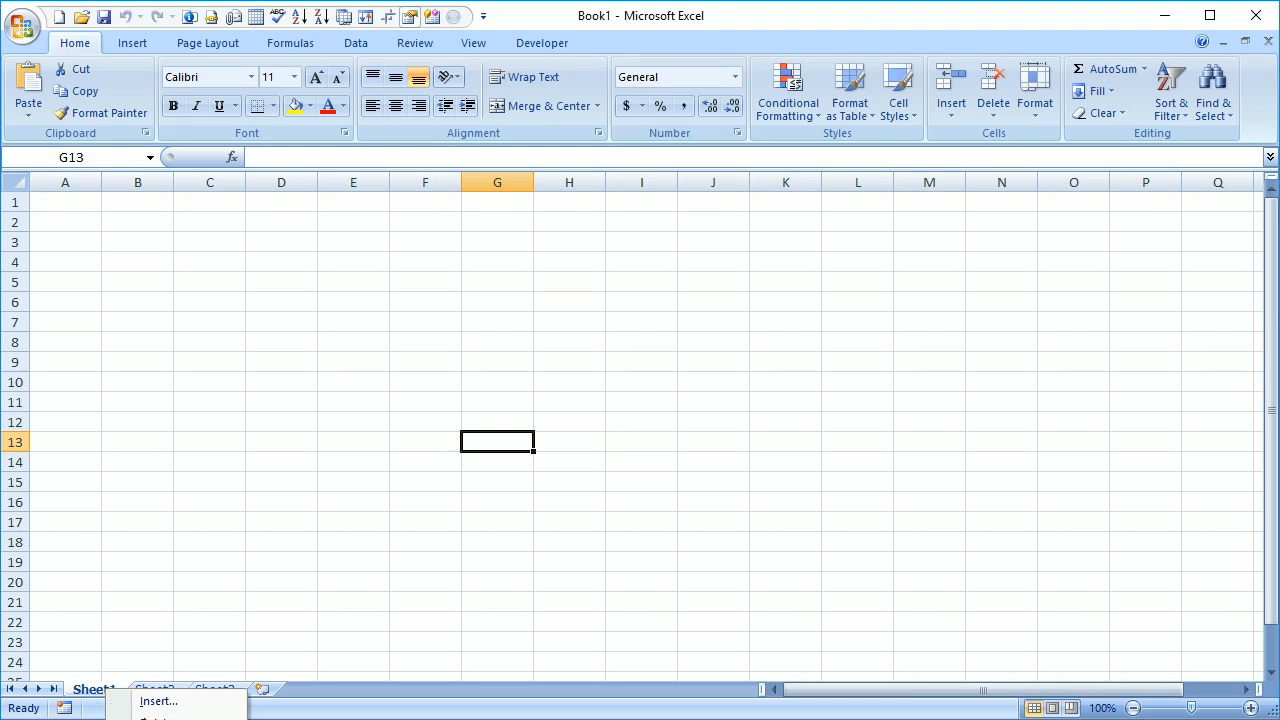 Book1 - Microsoft Excel
Home Insert Page Layout Formulas Data Review View Developer
Paste
Cut
Copy
Format Painter
Clipboard
Calibri 11
B I U
Font
Wrap Text
Merge & Center
Alignment
General
$ % ,
Number
Conditional Formatting
Format as Table
Cell Styles
Styles
Insert Delete Format
Cells
AutoSum
Fill
Clear
Sort & Filter
Find & Select
Editing
G13 fx
A B C D E F G H I J K L M N O P Q
1
2
3
4
5
6
7
8
9
10
11
12
13
14
15
16
17
18
19
20
21
22
23
24
Sheet1
Insert...
Ready
100%